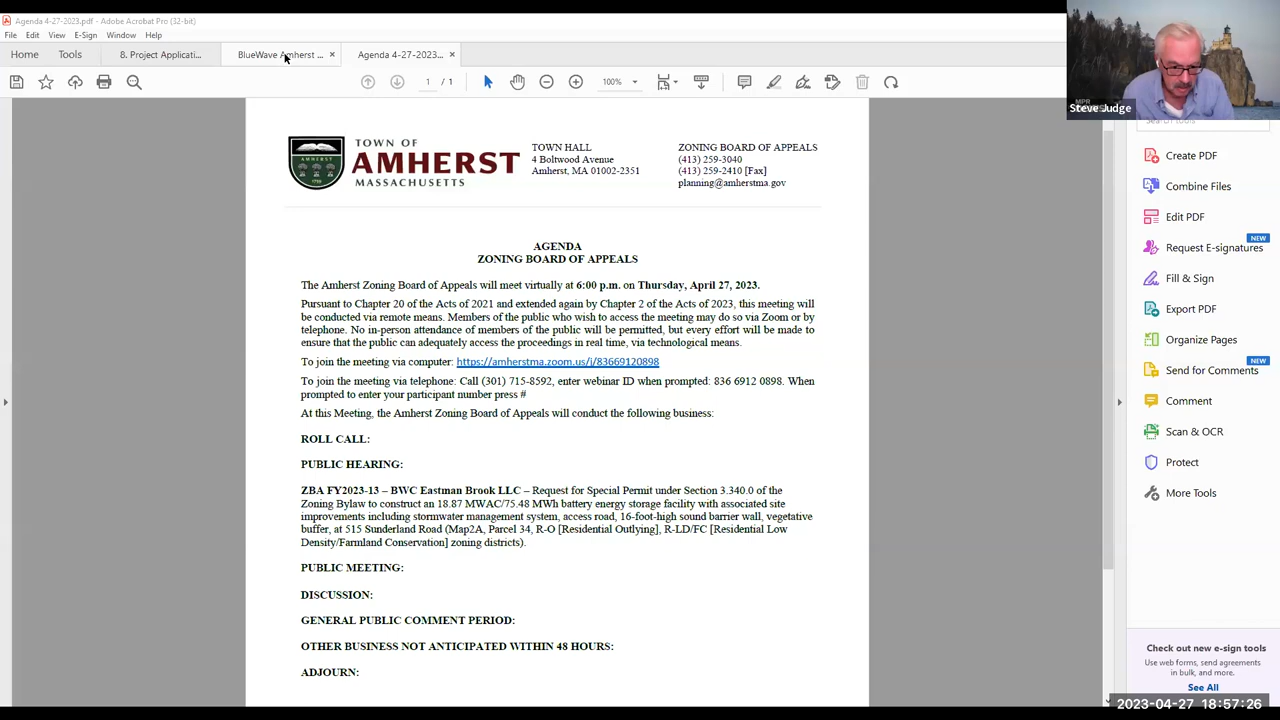 Agenda 4-27-2023.pdf - Adobe Acrobat Pro (32-bit)
File Edit View E-Sign Window Help
Home Tools 8. Project Applicati... BlueWave Amherst ... × Agenda 4-27-2023... ×
1 / 1 100%
Steve Judge
TOWN OF
AMHERST
MASSACHUSETTS
TOWN HALL
4 Boltwood Avenue
Amherst, MA 01002-2351
ZONING BOARD OF APPEALS
(413) 259-3040
(413) 259-2410 [Fax]
planning@amherstma.gov
AGENDA
ZONING BOARD OF APPEALS
The Amherst Zoning Board of Appeals will meet virtually at 6:00 p.m. on Thursday, April 27, 2023.
Pursuant to Chapter 20 of the Acts of 2021 and extended again by Chapter 2 of the Acts of 2023, this meeting will
be conducted via remote means. Members of the public who wish to access the meeting may do so via Zoom or by
telephone. No in-person attendance of members of the public will be permitted, but every effort will be made to
ensure that the public can adequately access the proceedings in real time, via technological means.
To join the meeting via computer: https://amherstma.zoom.us/j/83669120898
To join the meeting via telephone: Call (301) 715-8592, enter webinar ID when prompted: 836 6912 0898. When
prompted to enter your participant number press #
At this Meeting, the Amherst Zoning Board of Appeals will conduct the following business:
ROLL CALL:
PUBLIC HEARING:
ZBA FY2023-13 – BWC Eastman Brook LLC – Request for Special Permit under Section 3.340.0 of the
Zoning Bylaw to construct an 18.87 MWAC/75.48 MWh battery energy storage facility with associated site
improvements including stormwater management system, access road, 16-foot-high sound barrier wall, vegetative
buffer, at 515 Sunderland Road (Map2A, Parcel 34, R-O [Residential Outlying], R-LD/FC [Residential Low
Density/Farmland Conservation] zoning districts).
PUBLIC MEETING:
DISCUSSION:
GENERAL PUBLIC COMMENT PERIOD:
OTHER BUSINESS NOT ANTICIPATED WITHIN 48 HOURS:
ADJOURN:
Create PDF
Combine Files
Edit PDF
NEW
Request E-signatures
Fill & Sign
Export PDF
Organize Pages
NEW
Send for Comments
Comment
Scan & OCR
Protect
More Tools
Check out new e-sign tools
Use web forms, send agreements
in bulk, and more.
See All
2023-04-27 18:57:26